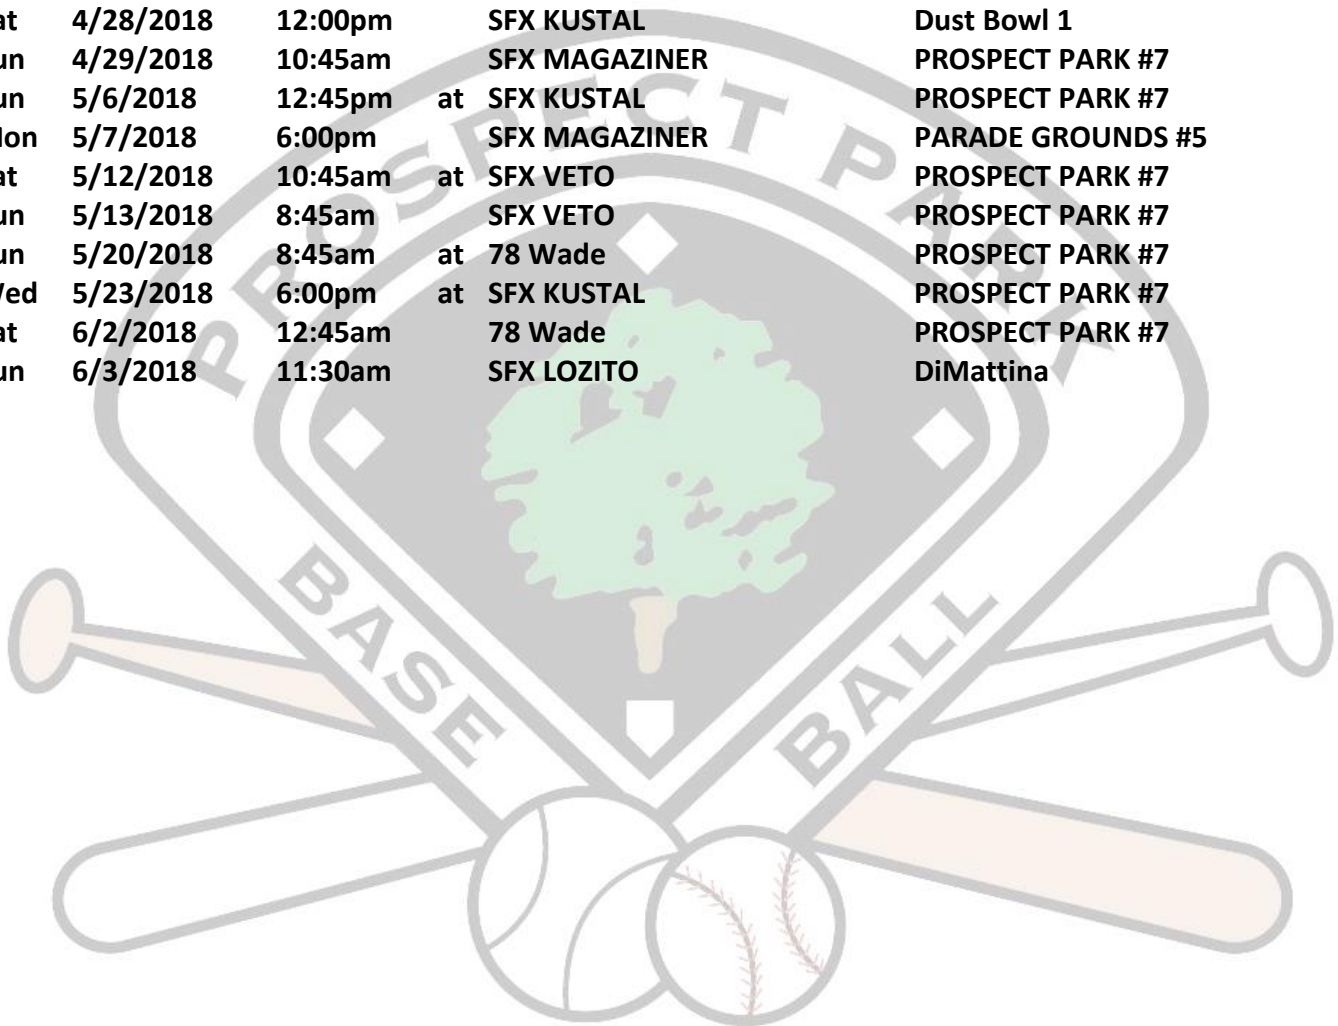 at 4/28/2018 12:00pm SFX KUSTAL Dust Bowl 1
un 4/29/2018 10:45am SFX MAGAZINER PROSPECT PARK #7
un 5/6/2018 12:45pm at SFX KUSTAL PROSPECT PARK #7
on 5/7/2018 6:00pm SFX MAGAZINER PARADE GROUNDS #5
at 5/12/2018 10:45am at SFX VETO PROSPECT PARK #7
un 5/13/2018 8:45am SFX VETO PROSPECT PARK #7
un 5/20/2018 8:45am at 78 Wade PROSPECT PARK #7
ed 5/23/2018 6:00pm at SFX KUSTAL PROSPECT PARK #7
at 6/2/2018 12:45am 78 Wade PROSPECT PARK #7
un 6/3/2018 11:30am SFX LOZITO DiMattina
PROSPECT PARK
BASE BALL